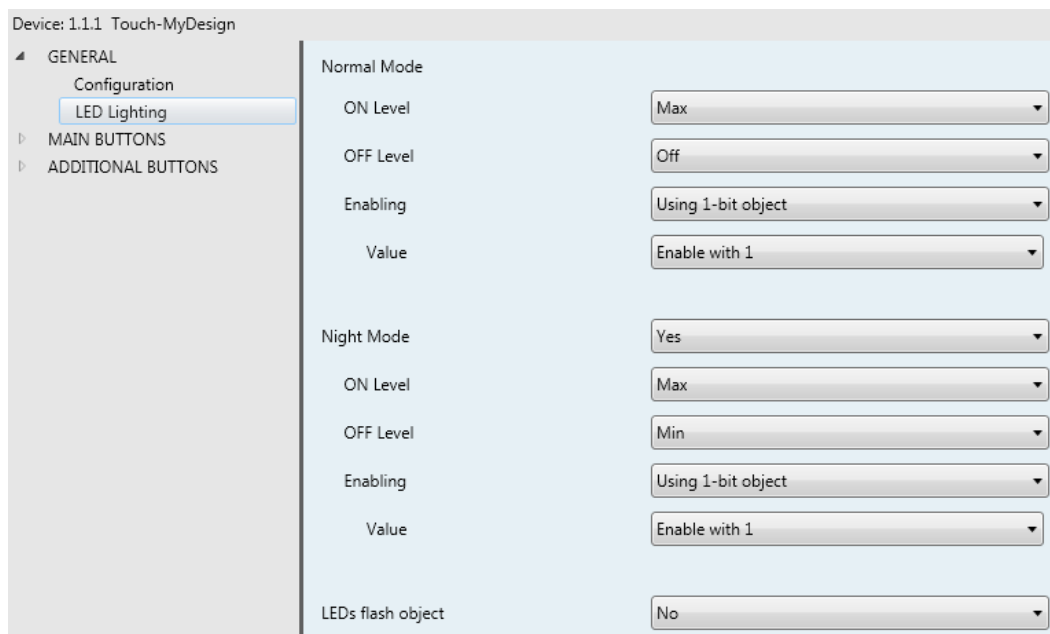 Device: 1.1.1 Touch-MyDesign
GENERAL
Configuration
LED Lighting
MAIN BUTTONS
ADDITIONAL BUTTONS
Normal Mode
ON Level Max
OFF Level Off
Enabling Using 1-bit object
Value Enable with 1
Night Mode Yes
ON Level Max
OFF Level Min
Enabling Using 1-bit object
Value Enable with 1
LEDs flash object No